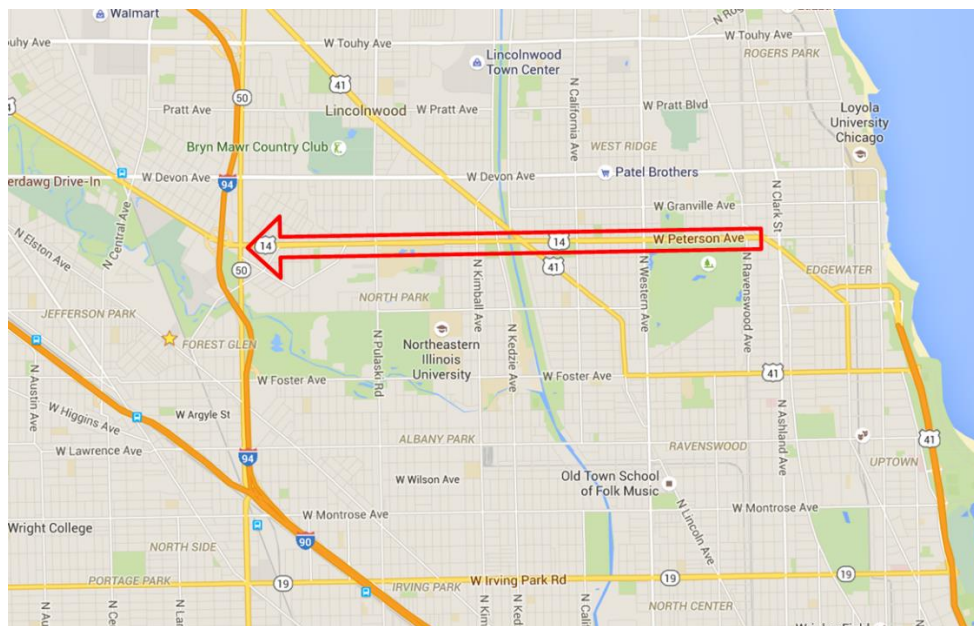 Walmart
uhy Ave
W Touhy Ave
W Touhy Ave
ROGERS PARK
Lincolnwood
Town Center
41
50
N California Ave
Pratt Ave
Lincolnwood
W Pratt Ave
W Pratt Blvd
Loyola
University
Chicago
Bryn Mawr Country Club
WEST RIDGE
W Devon Ave
94
W Devon Ave
Patel Brothers
erdawg Drive-In
N Central Ave
N Clark St
W Granville Ave
N Elston Ave
14
14
W Peterson Ave
50
41
EDGEWATER
N Kimball Ave
N Western Ave
N Ravenswood Ave
NORTH PARK
JEFFERSON PARK
FOREST GLEN
N Pulaski Rd
Northeastern
Illinois
University
N Kedzie Ave
N Austin Ave
W Foster Ave
W Foster Ave
41
W Higgins Ave
W Argyle St
N Ashland Ave
W Lawrence Ave
ALBANY PARK
RAVENSWOOD
41
94
UPTOWN
W Wilson Ave
Old Town School
of Folk Music
N Lincoln Ave
Wright College
W Montrose Ave
W Montrose Ave
90
NORTH SIDE
PORTAGE PARK
19
IRVING PARK
W Irving Park Rd
19
19
NORTH CENTER